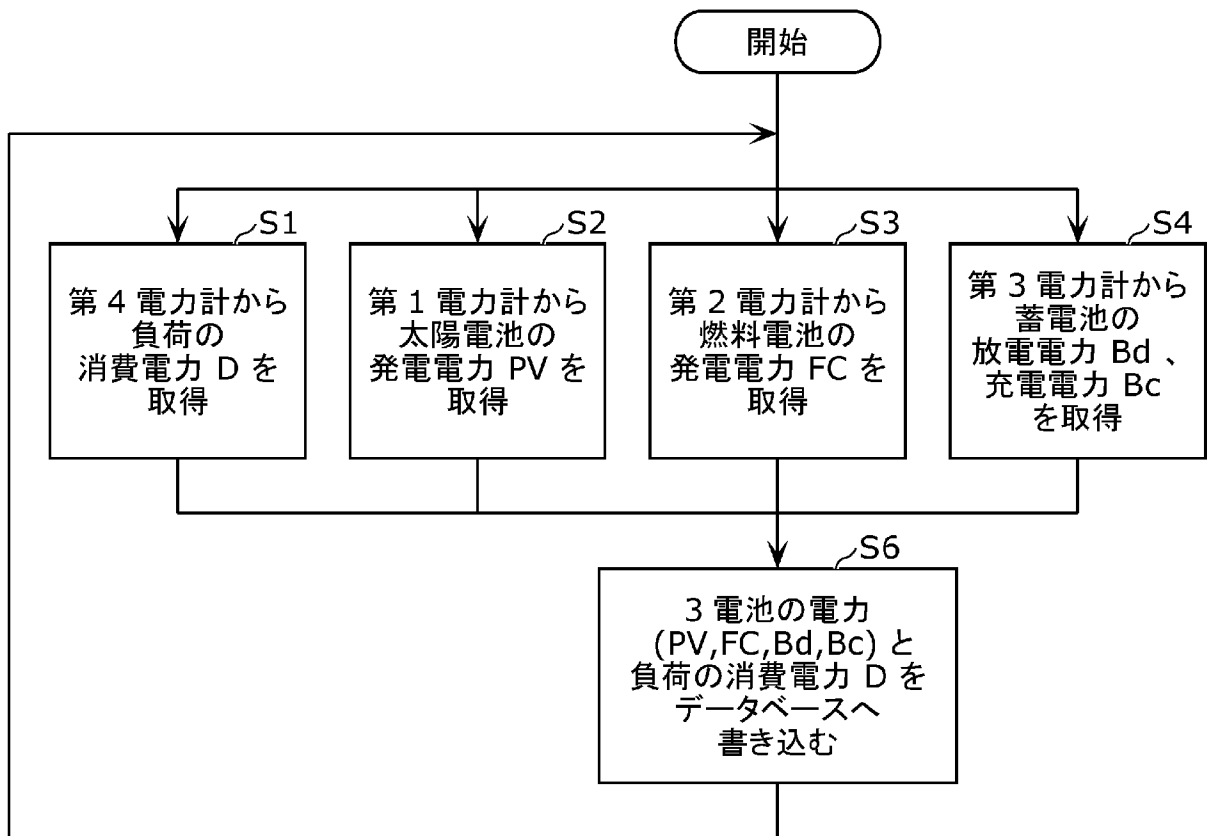 開始
S1
第 4 電力計から
負荷の
消費電力 D を
取得
S2
第 1 電力計から
太陽電池の
発電電力 PV を
取得
S3
第 2 電力計から
燃料電池の
発電電力 FC を
取得
S4
第 3 電力計から
蓄電池の
放電電力 Bd 、
充電電力 Bc
を取得
S6
3 電池の電力
(PV,FC,Bd,Bc) と
負荷の消費電力 D を
データベースへ
書き込む